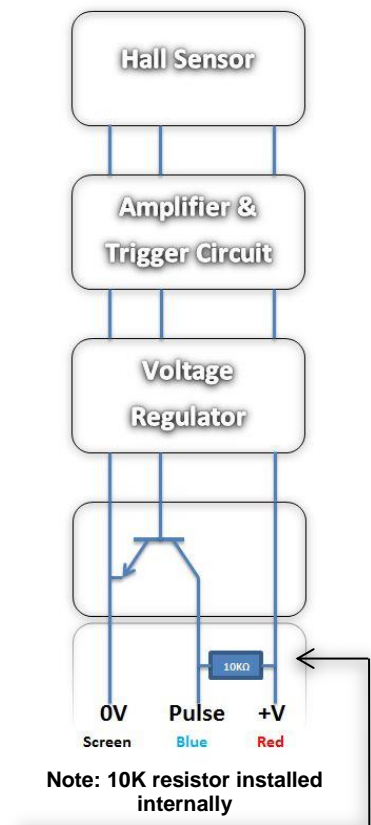 Hall Sensor
Amplifier &
Trigger Circuit
Voltage
Regulator
10KΩ
0V Pulse +V
Screen Blue Red
Note: 10K resistor installed
internally